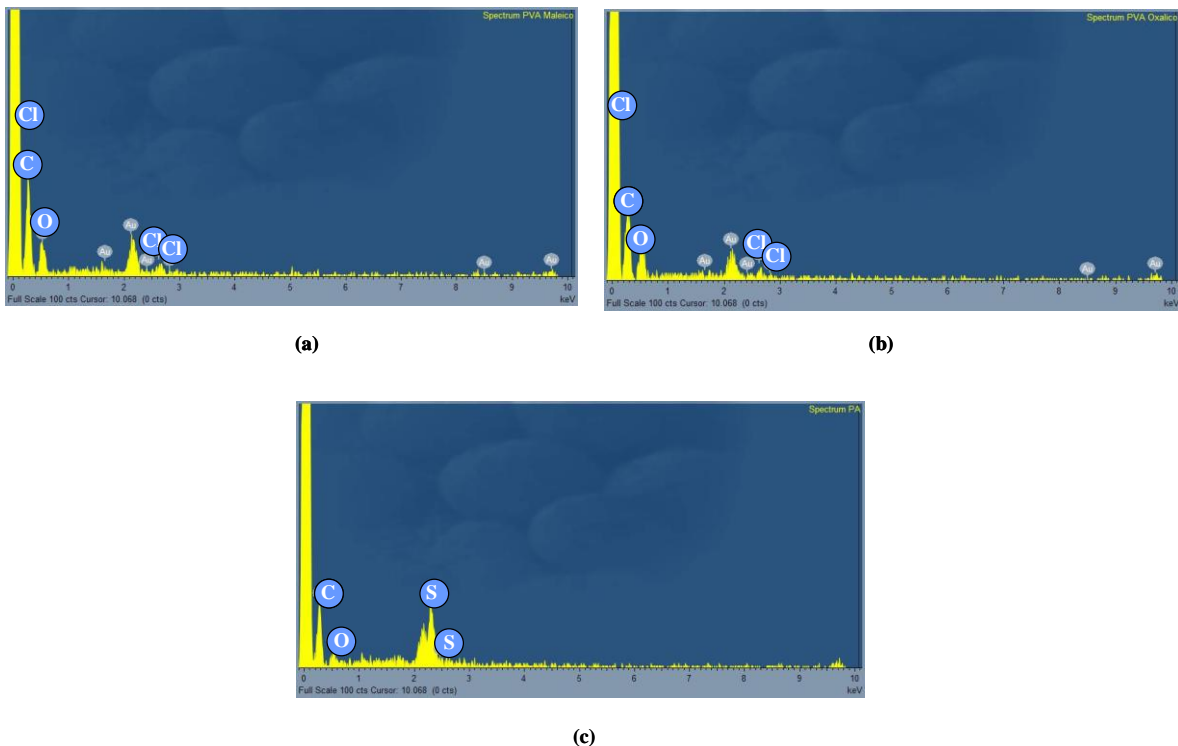 Spectrum PVA Maleico
Cl
C
O
Au
Au
Au
Cl
Cl
Au
Au
0 1 2 3 4 5 6 7 8 9 10
Full Scale 100 cts Cursor: 10.068 (0 cts) keV
(a)
Spectrum PVA Oxalico
Cl
C
O
Au
Au
Au
Cl
Cl
Au
Au
0 1 2 3 4 5 6 7 8 9 10
Full Scale 100 cts Cursor: 10.068 (0 cts) keV
(b)
Spectrum PA
C
O
S
S
0 1 2 3 4 5 6 7 8 9 10
Full Scale 100 cts Cursor: 10.068 (0 cts) keV
(c)